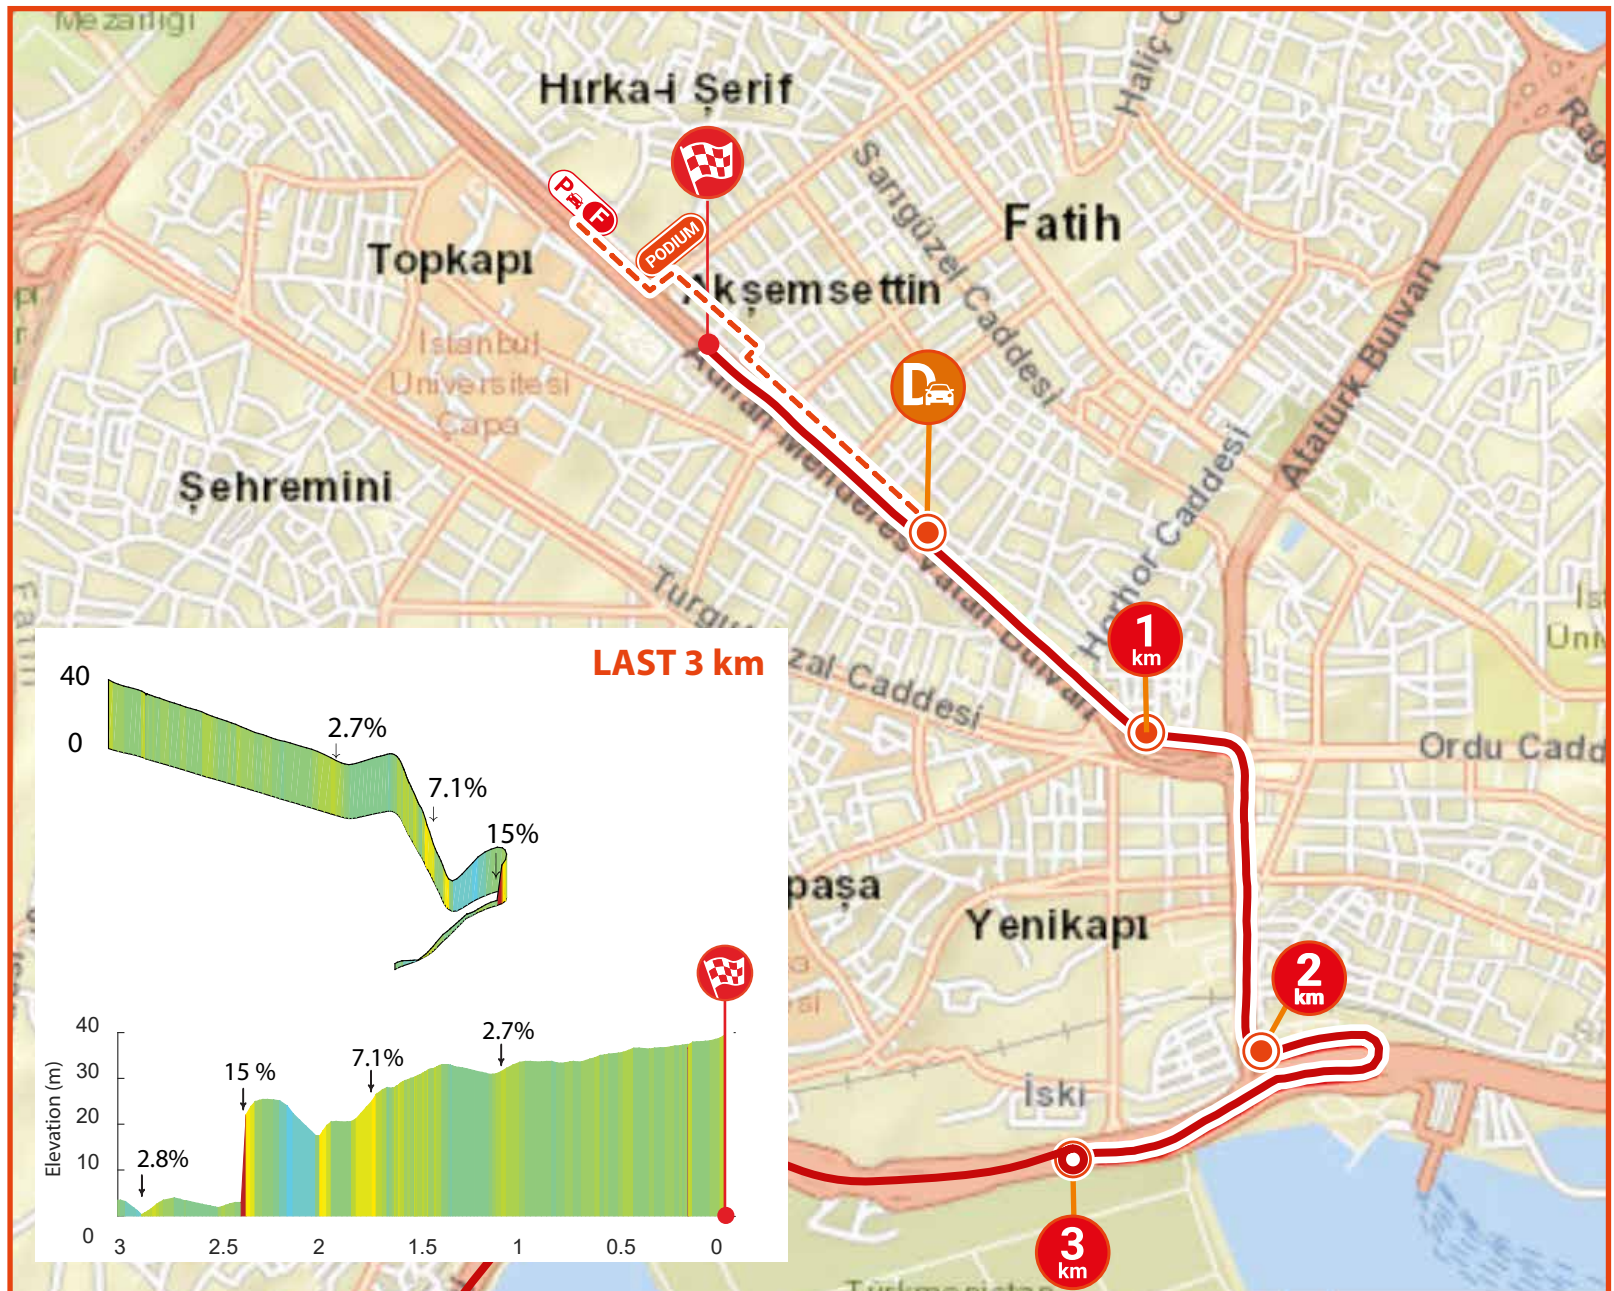 Mezarlığı
Hırka-i Şerif
Haliç
P
F
PODIUM
Sarıgüzel Caddesi
Fatih
Topkapı
Akşemsettin
İstanbul
Üniversitesi
Çapa
D
Atatürk Bulvarı
Şehremini
Adnan Menderes Vatan Bulvarı
Horhor Caddesi
Turgut
zal Caddesi
Fatih
1
km
Ordu Cadd
LAST 3 km
40
0
2.7%
7.1%
15%
paşa
Yenikapı
2
km
İski
3
km
Elevation (m)
40
30
20
10
0
2.8%
15 %
7.1%
2.7%
3
2.5
2
1.5
1
0.5
0